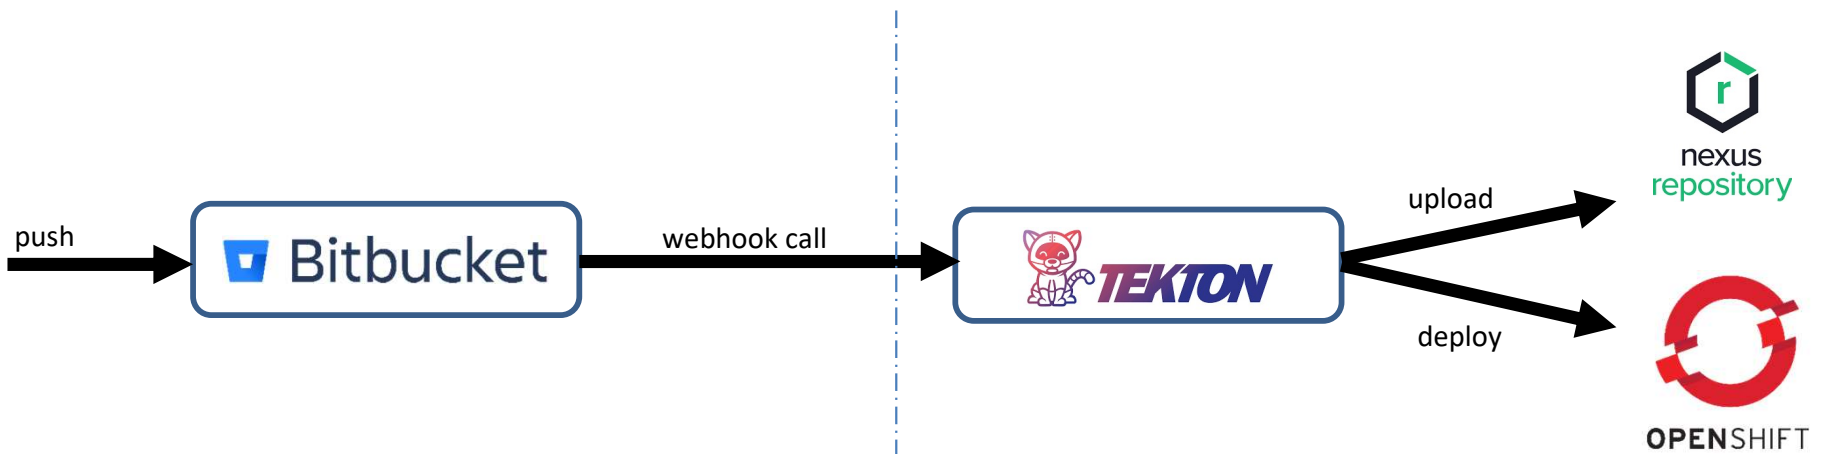 push
Bitbucket
webhook call
TEKTON
upload
deploy
r
nexus
repository
OPENSHIFT